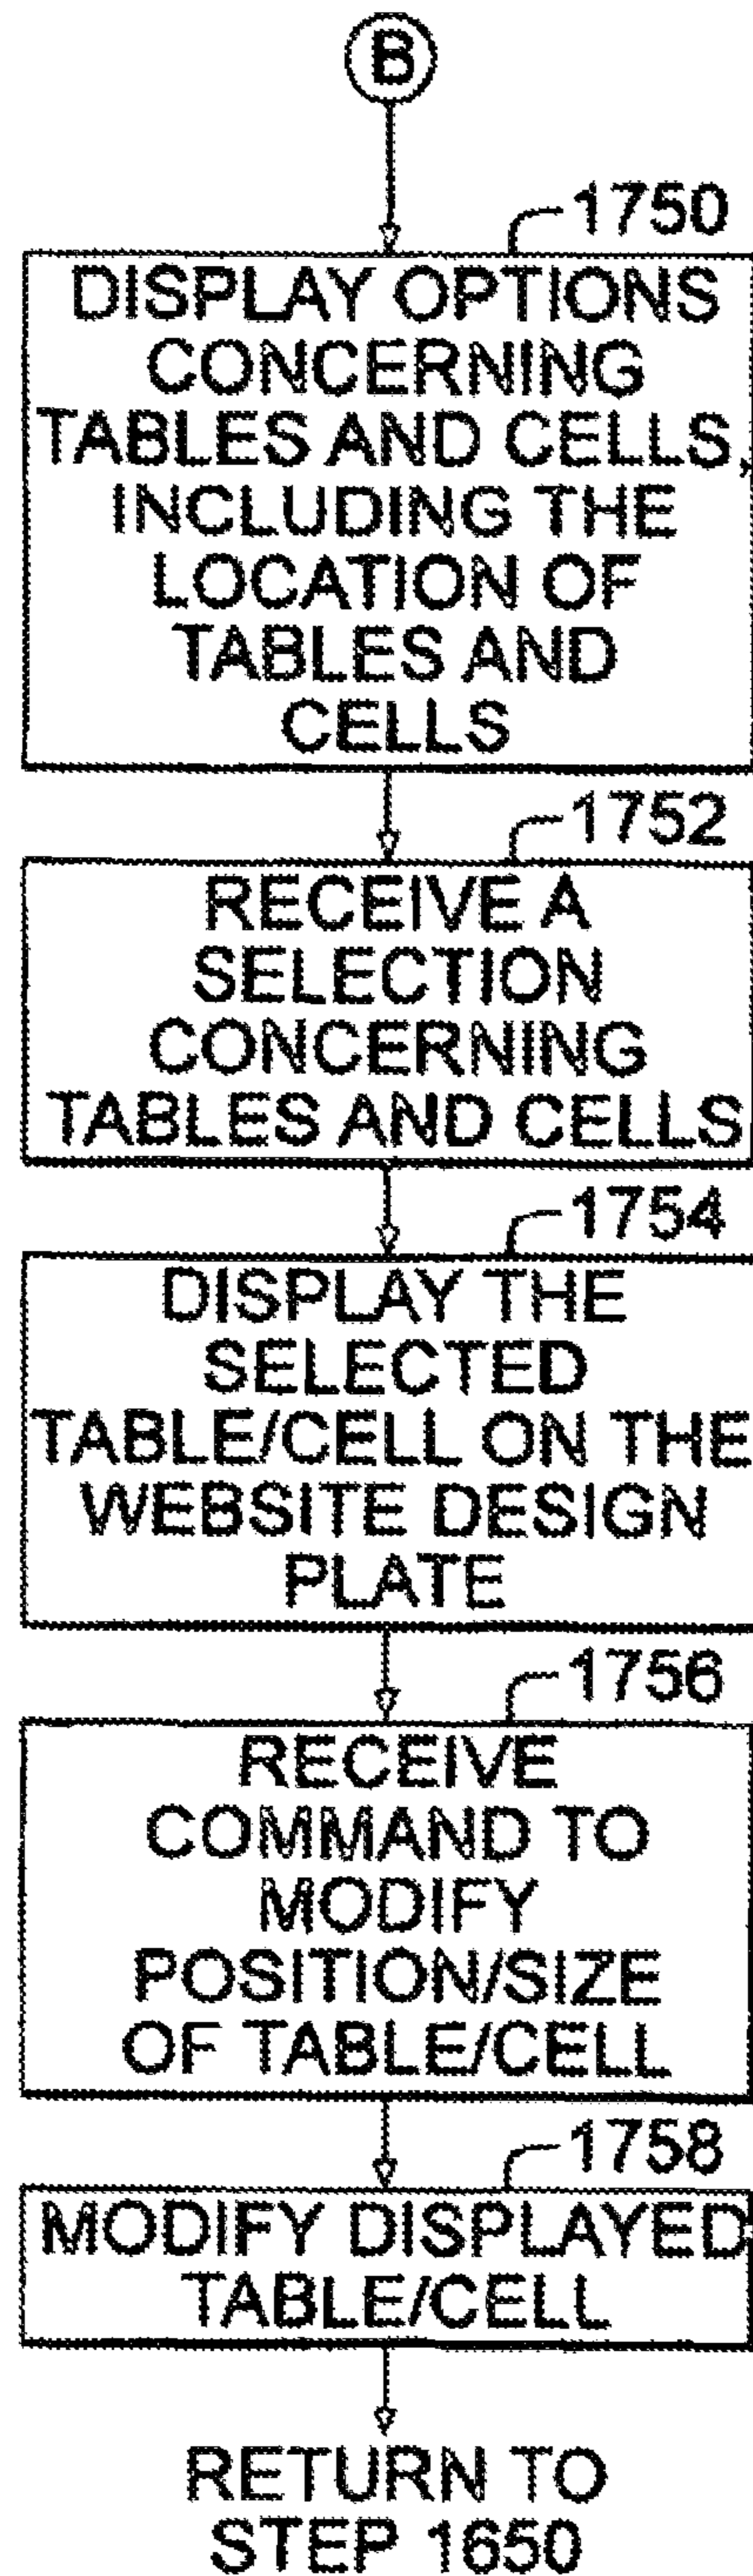 B
1750
DISPLAY OPTIONS
CONCERNING
TABLES AND CELLS,
INCLUDING THE
LOCATION OF
TABLES AND
CELLS
1752
RECEIVE A
SELECTION
CONCERNING
TABLES AND CELLS
1754
DISPLAY THE
SELECTED
TABLE/CELL ON THE
WEBSITE DESIGN
PLATE
1756
RECEIVE
COMMAND TO
MODIFY
POSITION/SIZE
OF TABLE/CELL
1758
MODIFY DISPLAYED
TABLE/CELL
RETURN TO
STEP 1650